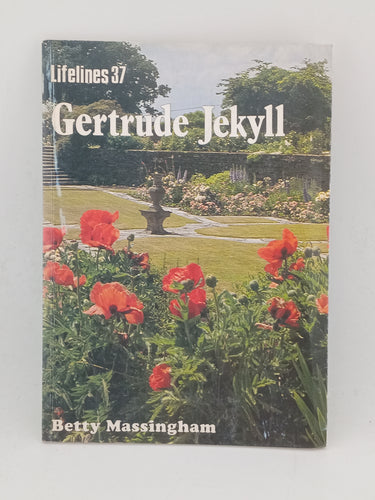 Lifelines 37
Gertrude Jekyll
Betty Massingham